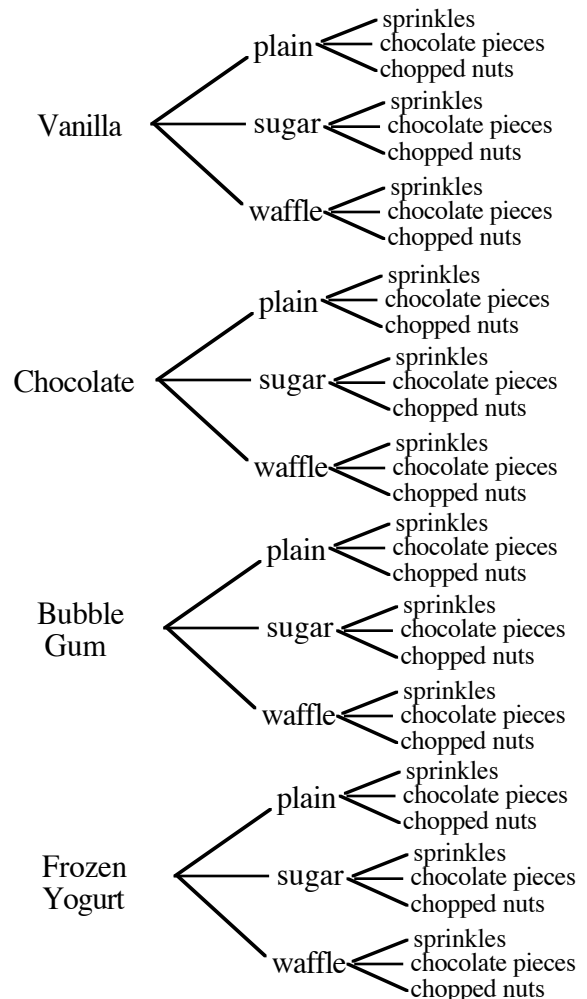 sprinkles
plain
chocolate pieces
chopped nuts
sprinkles
Vanilla
sugar
chocolate pieces
chopped nuts
sprinkles
waffle
chocolate pieces
chopped nuts
sprinkles
plain
chocolate pieces
chopped nuts
sprinkles
Chocolate
sugar
chocolate pieces
chopped nuts
sprinkles
waffle
chocolate pieces
chopped nuts
sprinkles
plain
chocolate pieces
chopped nuts
sprinkles
Bubble
Gum
sugar
chocolate pieces
chopped nuts
sprinkles
waffle
chocolate pieces
chopped nuts
sprinkles
plain
chocolate pieces
chopped nuts
sprinkles
Frozen
Yogurt
sugar
chocolate pieces
chopped nuts
sprinkles
waffle
chocolate pieces
chopped nuts